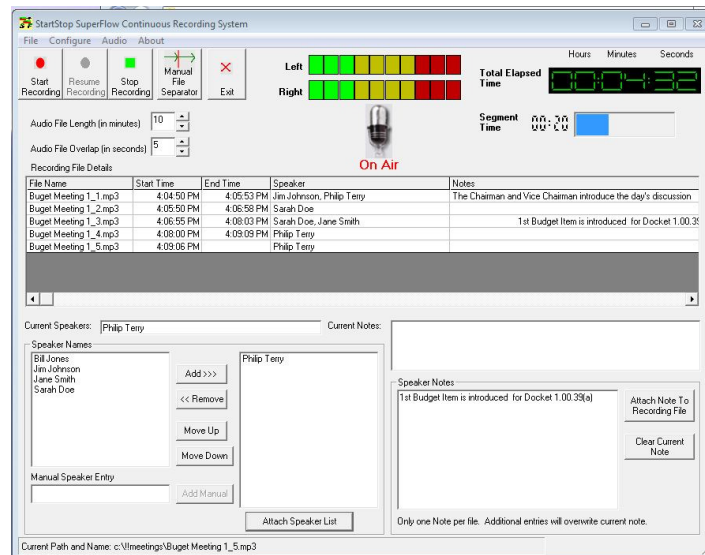 StartStop SuperFlow Continuous Recording System
File Configure Audio About
Start Recording
Resume Recording
Stop Recording
Manual File Separator
Exit
Left
Right
Hours Minutes Seconds
Total Elapsed Time
00:04:32
Audio File Length (in minutes) 10
Audio File Overlap (in seconds) 5
On Air
Segment Time 00:20
Recording File Details
File Name Start Time End Time Speaker Notes
Buget Meeting 1_1.mp3 4:04:50 PM 4:05:53 PM Jim Johnson, Philip Terry The Chairman and Vice Chairman introduce the day's discussion
Buget Meeting 1_2.mp3 4:05:50 PM 4:06:58 PM Sarah Doe
Buget Meeting 1_3.mp3 4:06:55 PM 4:08:03 PM Sarah Doe, Jane Smith 1st Budget Item is introduced for Docket 1.00.39
Buget Meeting 1_4.mp3 4:08:00 PM 4:09:09 PM Philip Terry
Buget Meeting 1_5.mp3 4:09:06 PM Philip Terry
Current Speakers: Philip Terry
Current Notes:
Speaker Names
Bill Jones
Jim Johnson
Jane Smith
Sarah Doe
Add >>>
<< Remove
Move Up
Move Down
Philip Terry
Manual Speaker Entry
Add Manual
Attach Speaker List
Speaker Notes
1st Budget Item is introduced for Docket 1.00.39(a)
Attach Note To Recording File
Clear Current Note
Only one Note per file. Additional entries will overwrite current note.
Current Path and Name: c:\!!meetings\Buget Meeting 1_5.mp3